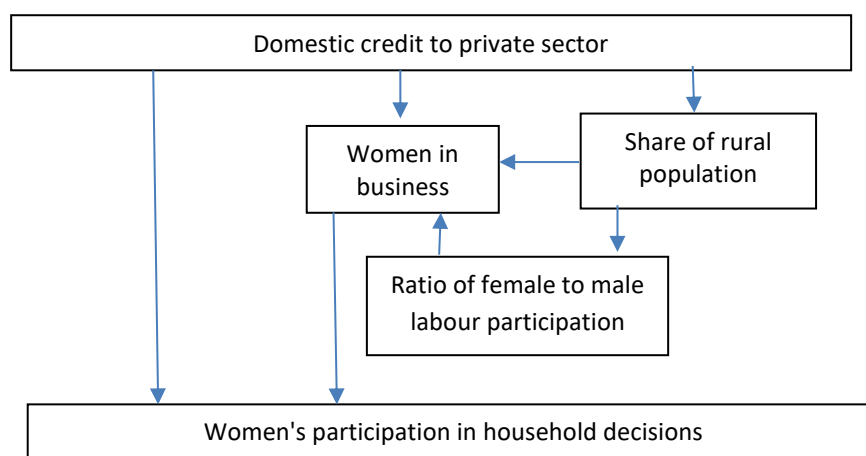 Domestic credit to private sector
Women in
business
Share of rural
population
Ratio of female to male
labour participation
Women's participation in household decisions